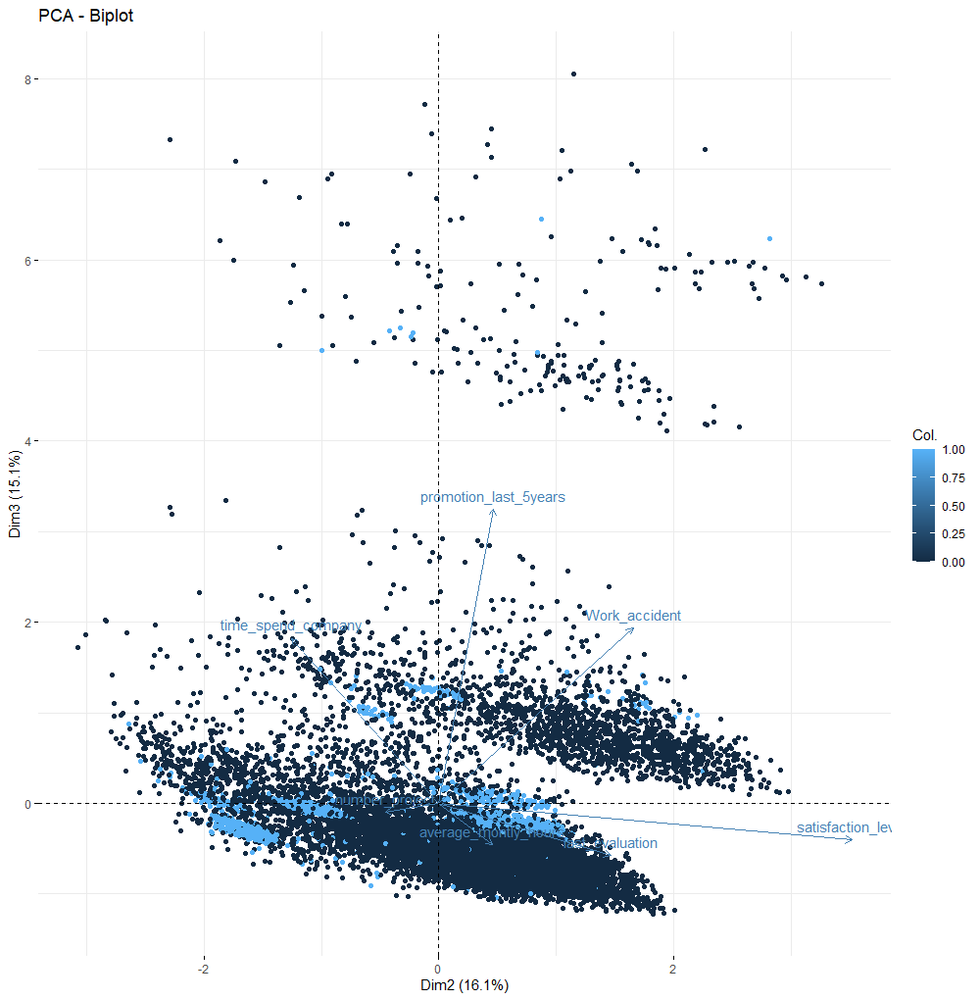 PCA - Biplot
8
6
4
2
0
Dim3 (15.1%)
promotion_last_5years
time_spend_company
Work_accident
number_project
satisfaction_lev
average_montly_hours
last_evaluation
-2
0
2
Dim2 (16.1%)
Col.
1.00
0.75
0.50
0.25
0.00